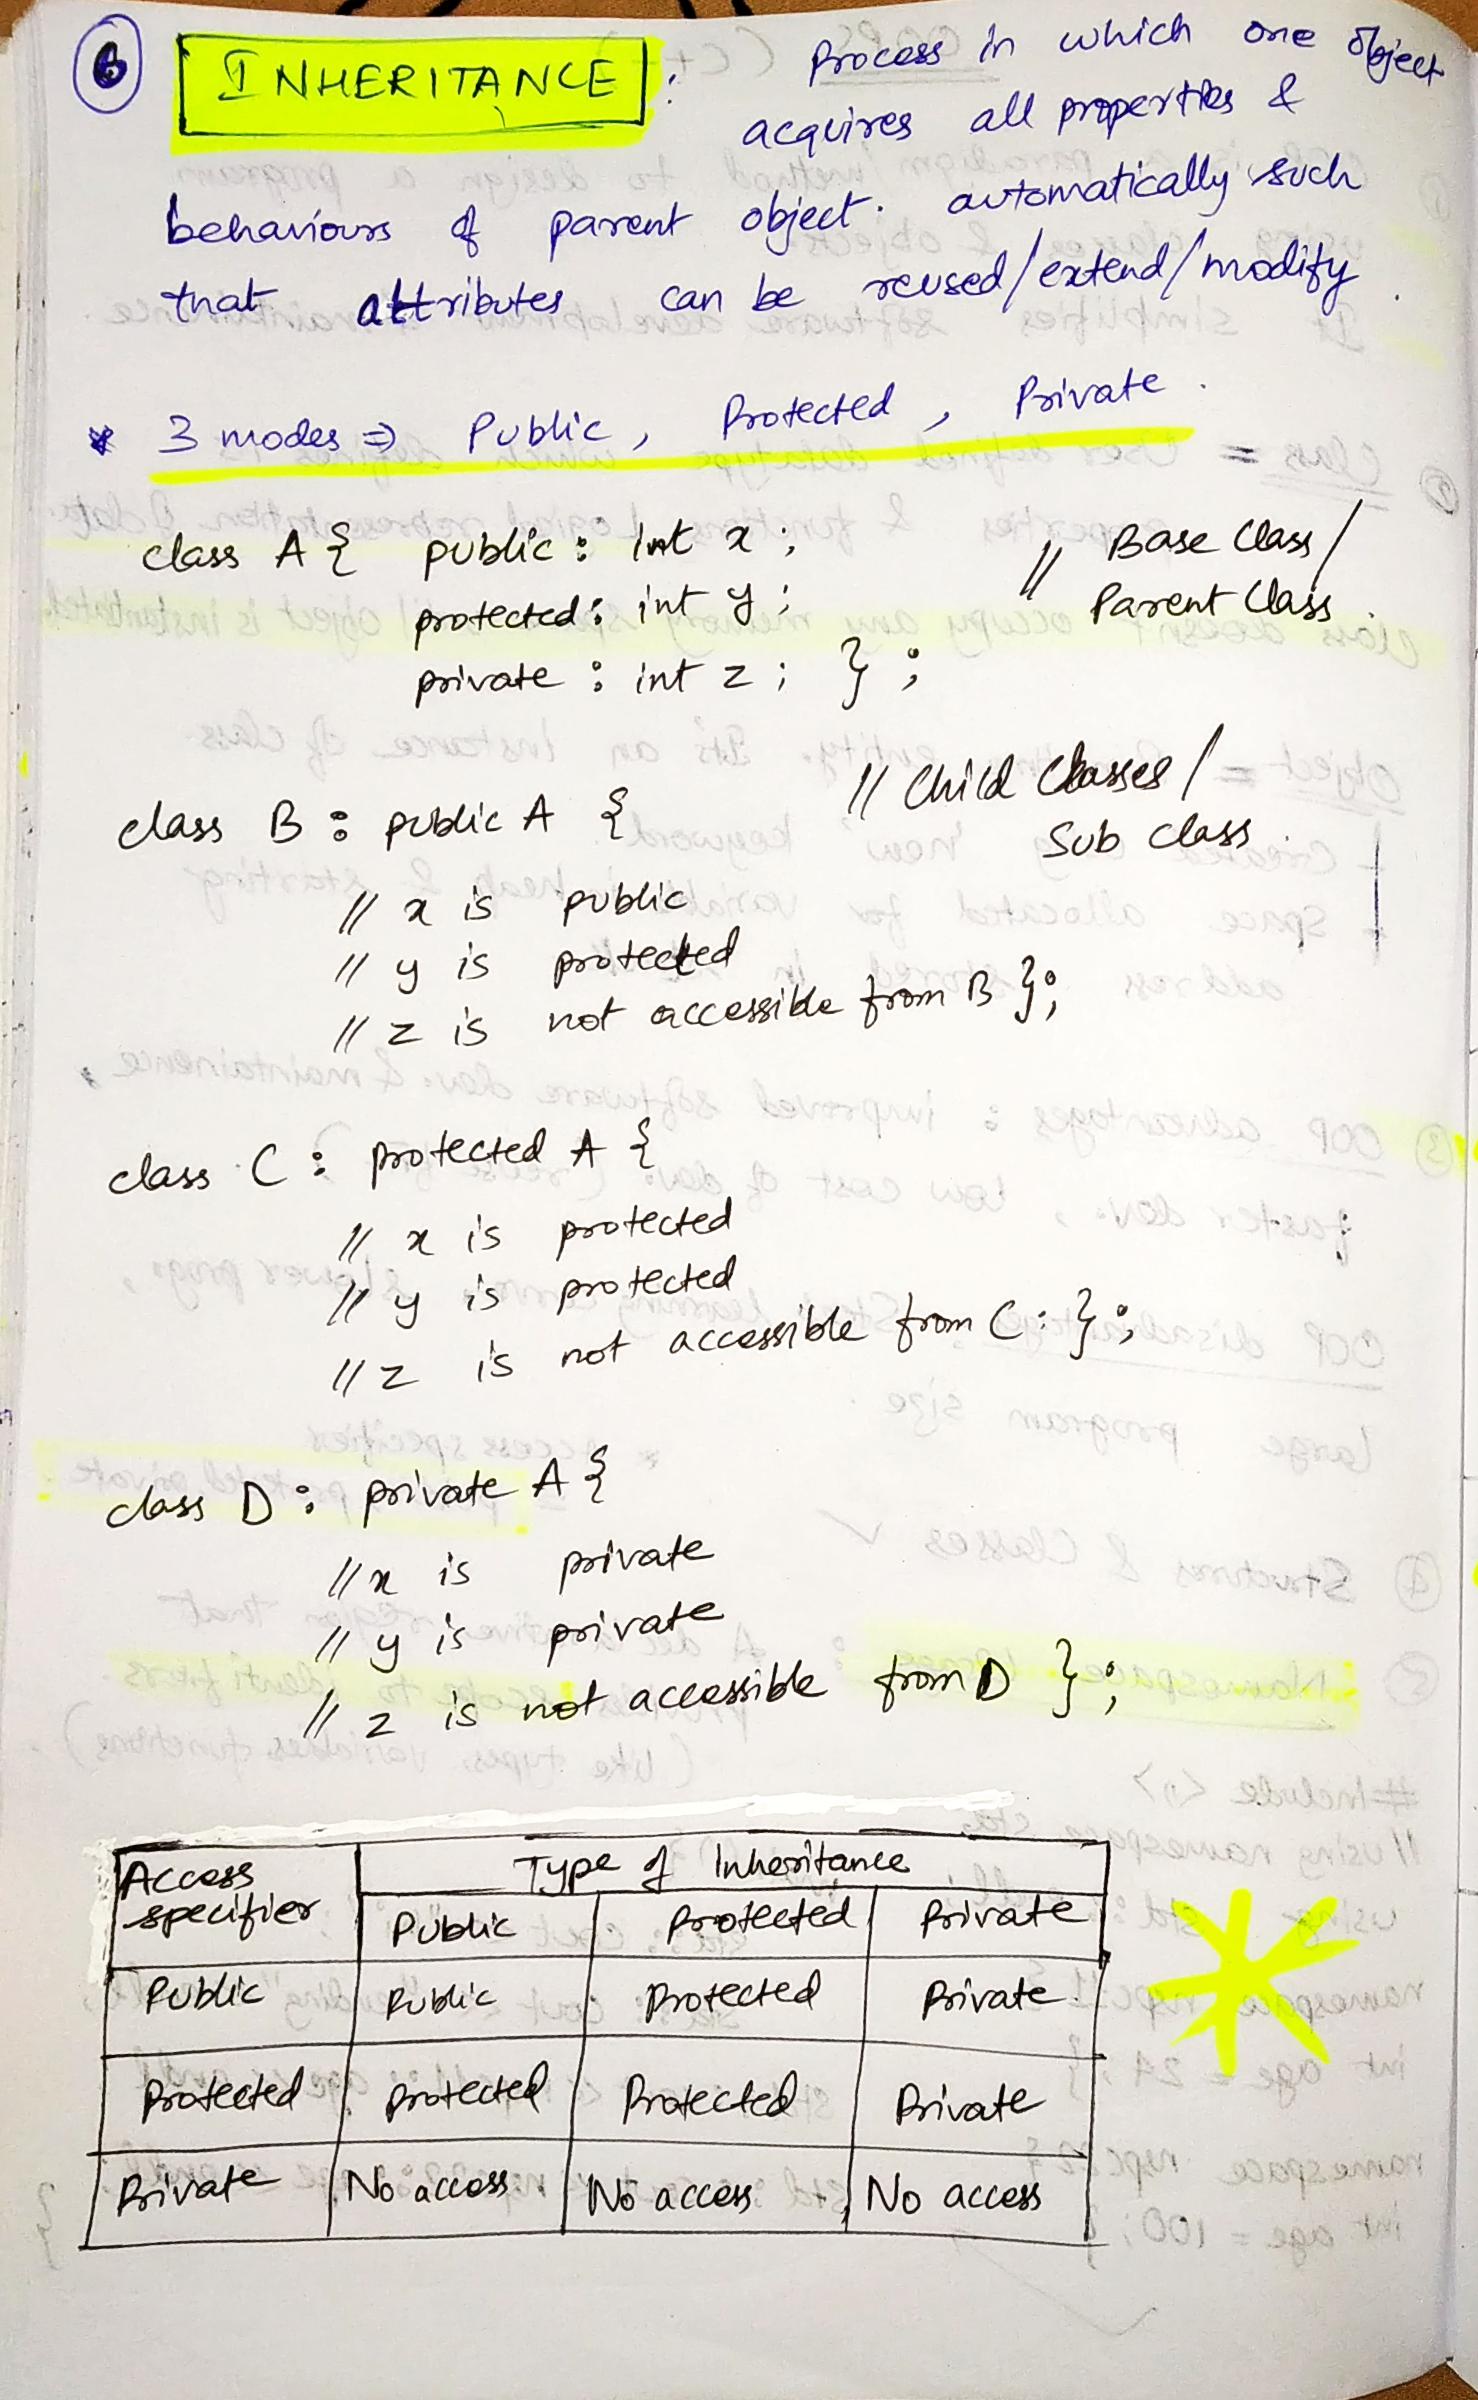 6 INHERITANCE : Process in which one object
acquires all properties &
behaviours of parent object. automatically such
that attributes can be reused/extend/modify.
* 3 modes ⇒ Public, Protected, Private.
class A { public : int x ; // Base Class /
protected : int y ; Parent Class.
private : int z ; } ;
class B : public A { // Child Classes /
Sub class.
// x is public
// y is protected
// z is not accessible from B } ;
class C : protected A {
// x is protected
// y is protected
// z is not accessible from C : } ;
class D : private A {
// x is private
// y is private
// z is not accessible from D } ;
Access Type of Inheritance
specifier Public Protected Private
Public Public Protected Private
Protected Protected Protected Private
Private No access No access No access